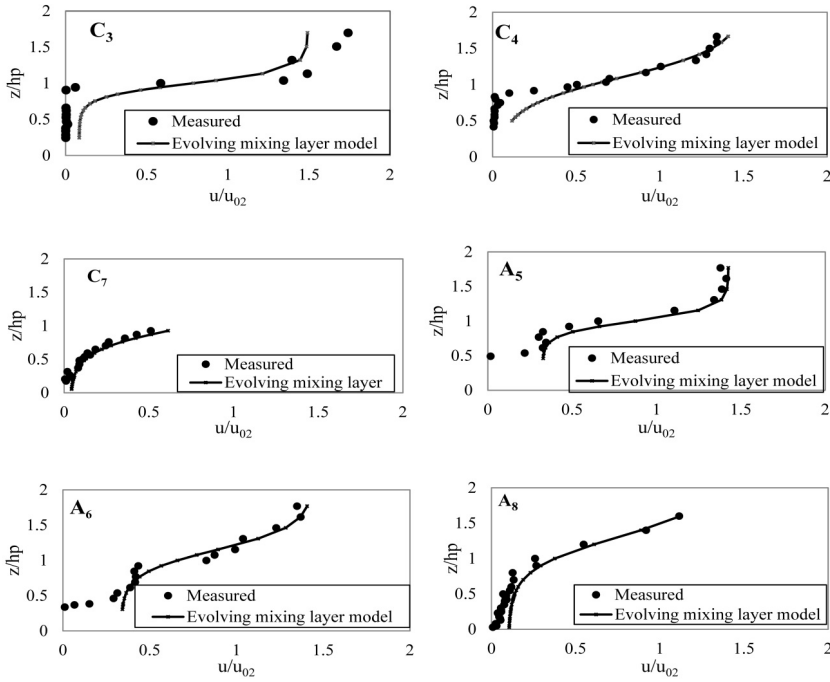 C3
z/hp
2
1.5
1
0.5
0
0 0.5 1 1.5 2
u/u02
Measured
Evolving mixing layer model
C4
z/hp
2
1.5
1
0.5
0
0 0.5 1 1.5 2
u/u02
Measured
Evolving mixing layer model
C7
z/hp
2
1.5
1
0.5
0
0 0.5 1 1.5 2
u/u02
Measured
Evolving mixing layer
A5
z/hp
2
1.5
1
0.5
0
0 0.5 1 1.5 2
u/u02
Measured
Evolving mixing layer model
A6
z/hp
2
1.5
1
0.5
0
0 0.5 1 1.5 2
u/u02
Measured
Evolving mixing layer model
A8
z/hp
2
1.5
1
0.5
0
0 0.5 1 1.5 2
u/u02
Measured
Evolving mixing layer model